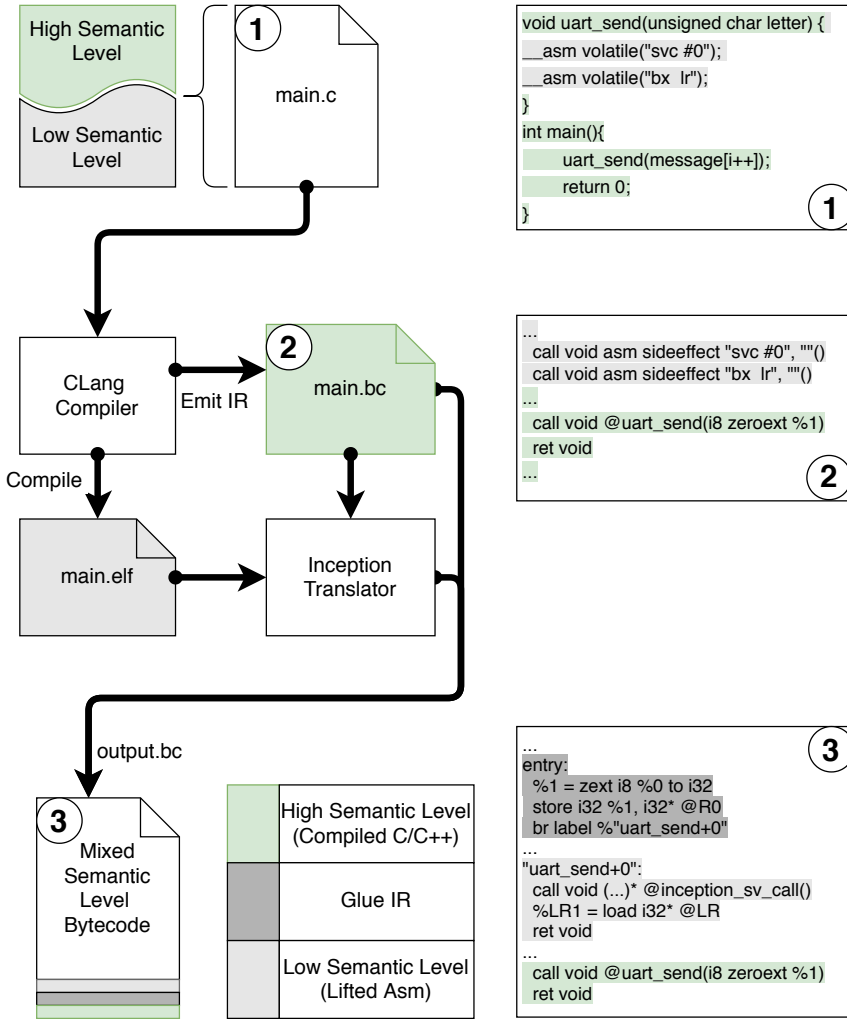 High Semantic
Level
Low Semantic
Level
1
main.c
void uart_send(unsigned char letter) {
__asm volatile("svc #0");
__asm volatile("bx lr");
}
int main(){
uart_send(message[i++]);
return 0;
}
1
CLang
Compiler
Emit IR
2
main.bc
Compile
main.elf
Inception
Translator
...
call void asm sideeffect "svc #0", ""()
call void asm sideeffect "bx lr", ""()
...
call void @uart_send(i8 zeroext %1)
ret void
...
2
output.bc
3
Mixed
Semantic
Level
Bytecode
High Semantic Level
(Compiled C/C++)
Glue IR
Low Semantic Level
(Lifted Asm)
3
...
entry:
%1 = zext i8 %0 to i32
store i32 %1, i32* @R0
br label %"uart_send+0"
...
"uart_send+0":
call void (...)* @inception_sv_call()
%LR1 = load i32* @LR
ret void
...
call void @uart_send(i8 zeroext %1)
ret void